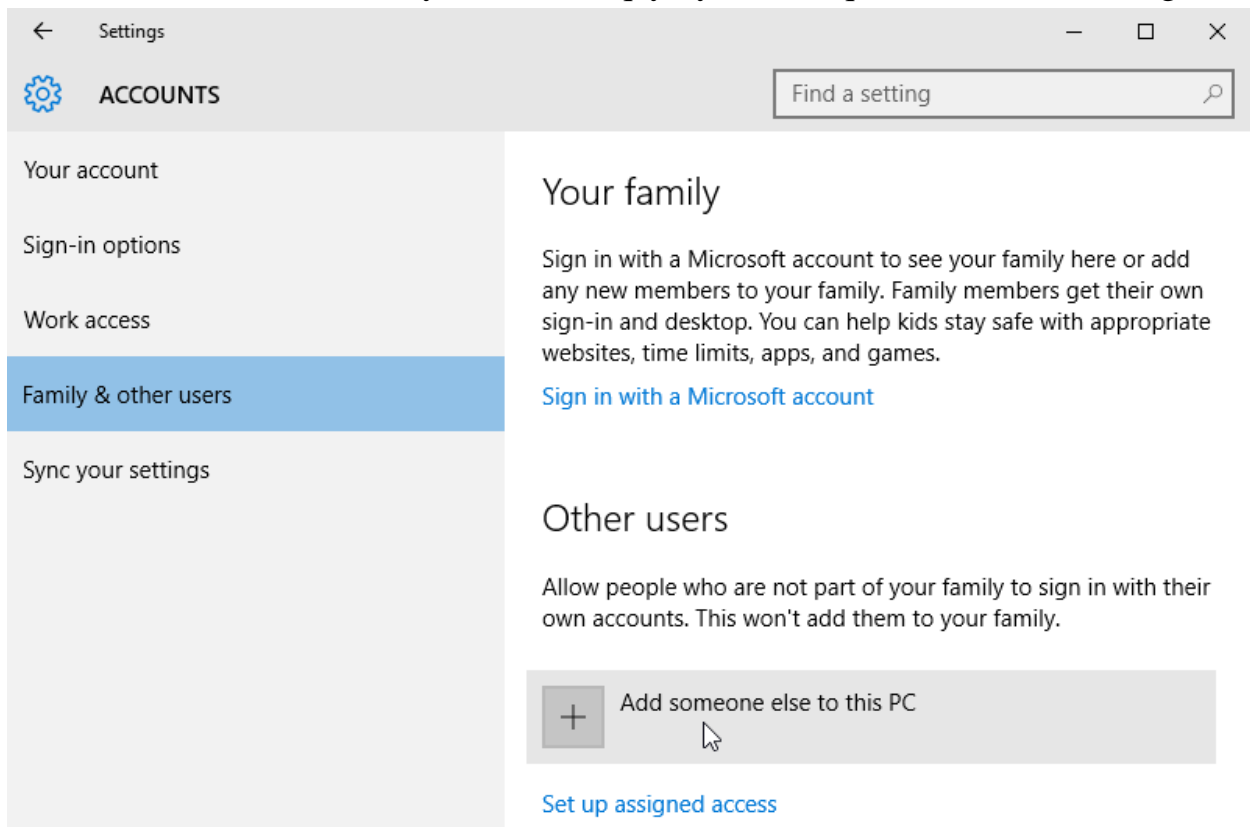 Settings
ACCOUNTS
Find a setting
Your account
Sign-in options
Work access
Family & other users
Sync your settings
Your family
Sign in with a Microsoft account to see your family here or add
any new members to your family. Family members get their own
sign-in and desktop. You can help kids stay safe with appropriate
websites, time limits, apps, and games.
Sign in with a Microsoft account
Other users
Allow people who are not part of your family to sign in with their
own accounts. This won't add them to your family.
Add someone else to this PC
Set up assigned access